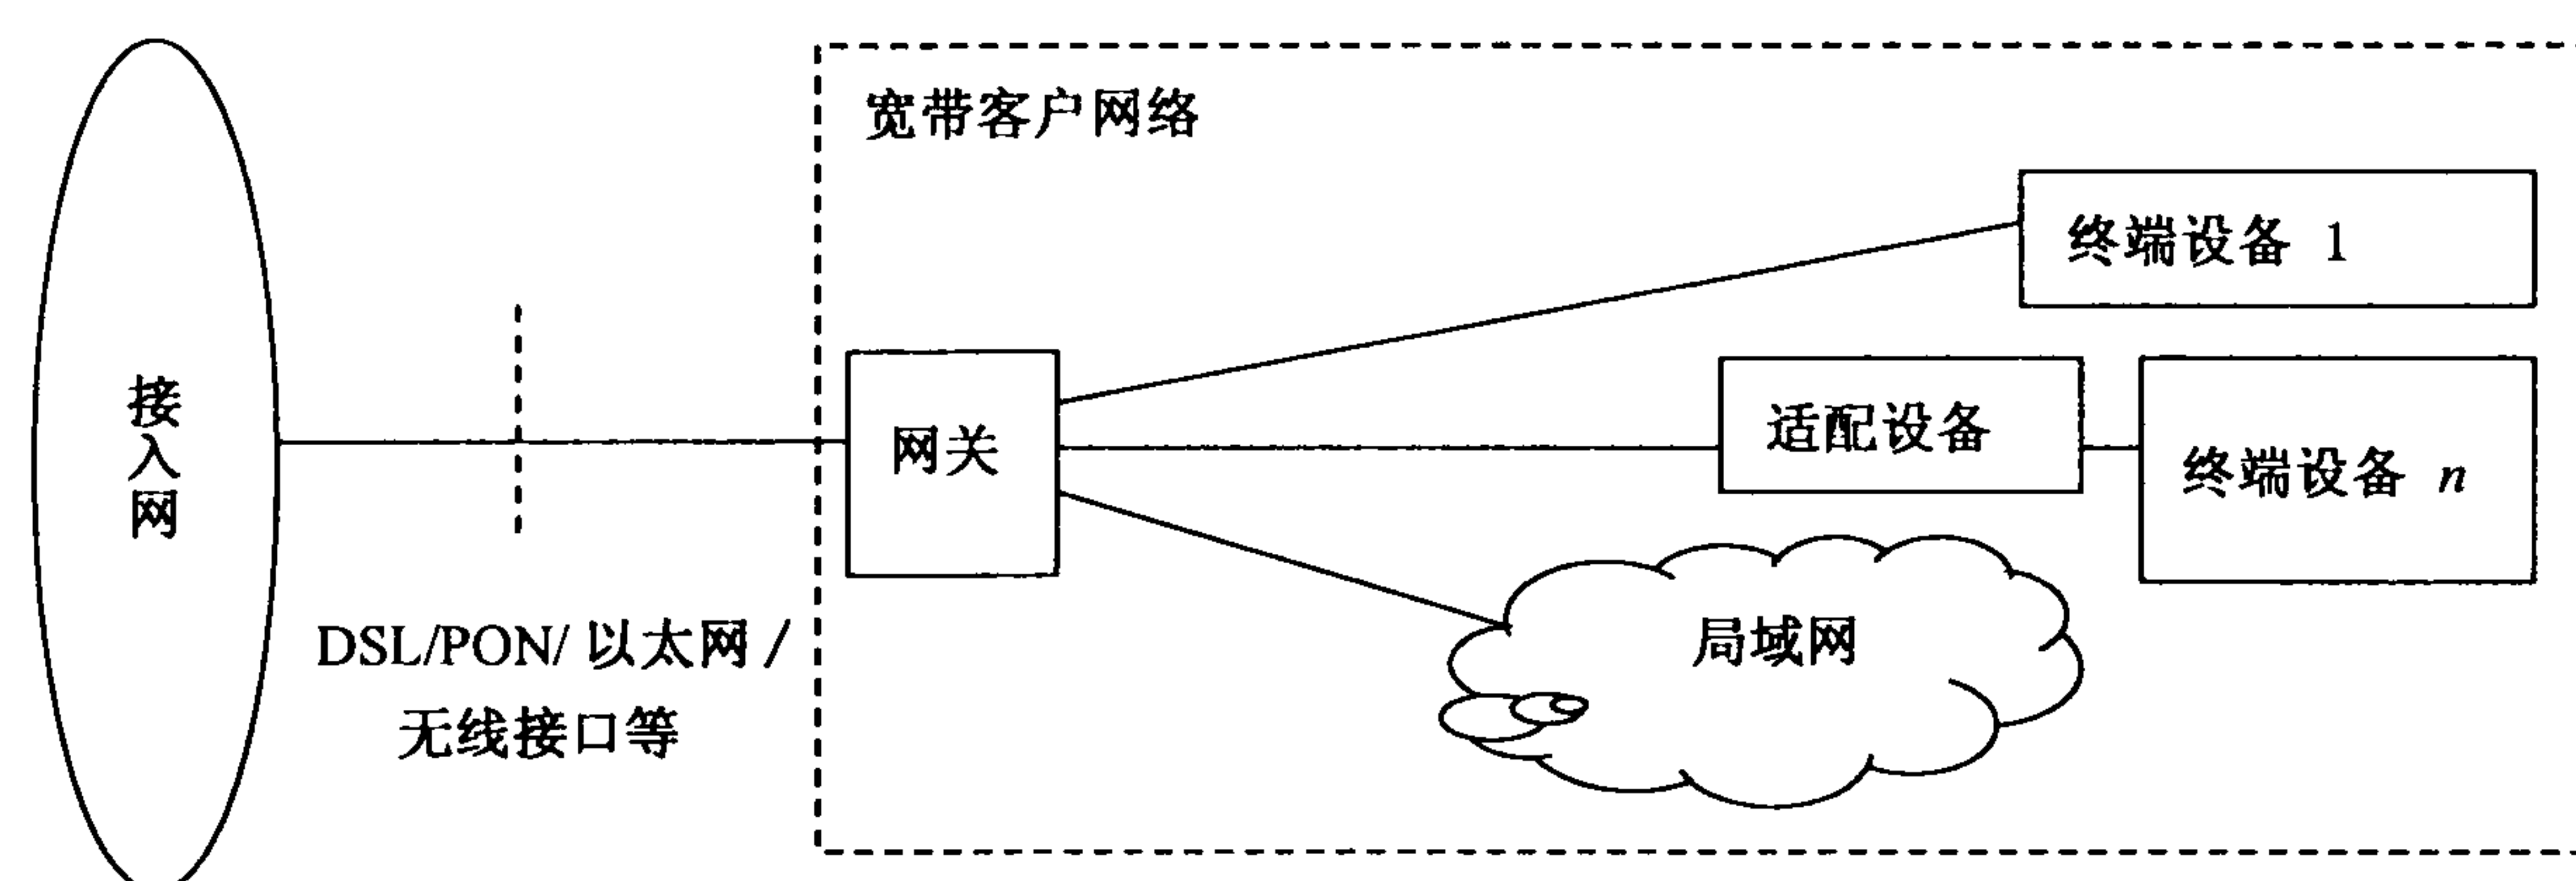 宽带客户网络
终端设备 1
接入网
网关
适配设备
终端设备 n
DSL/PON/以太网/
无线接口等
局域网